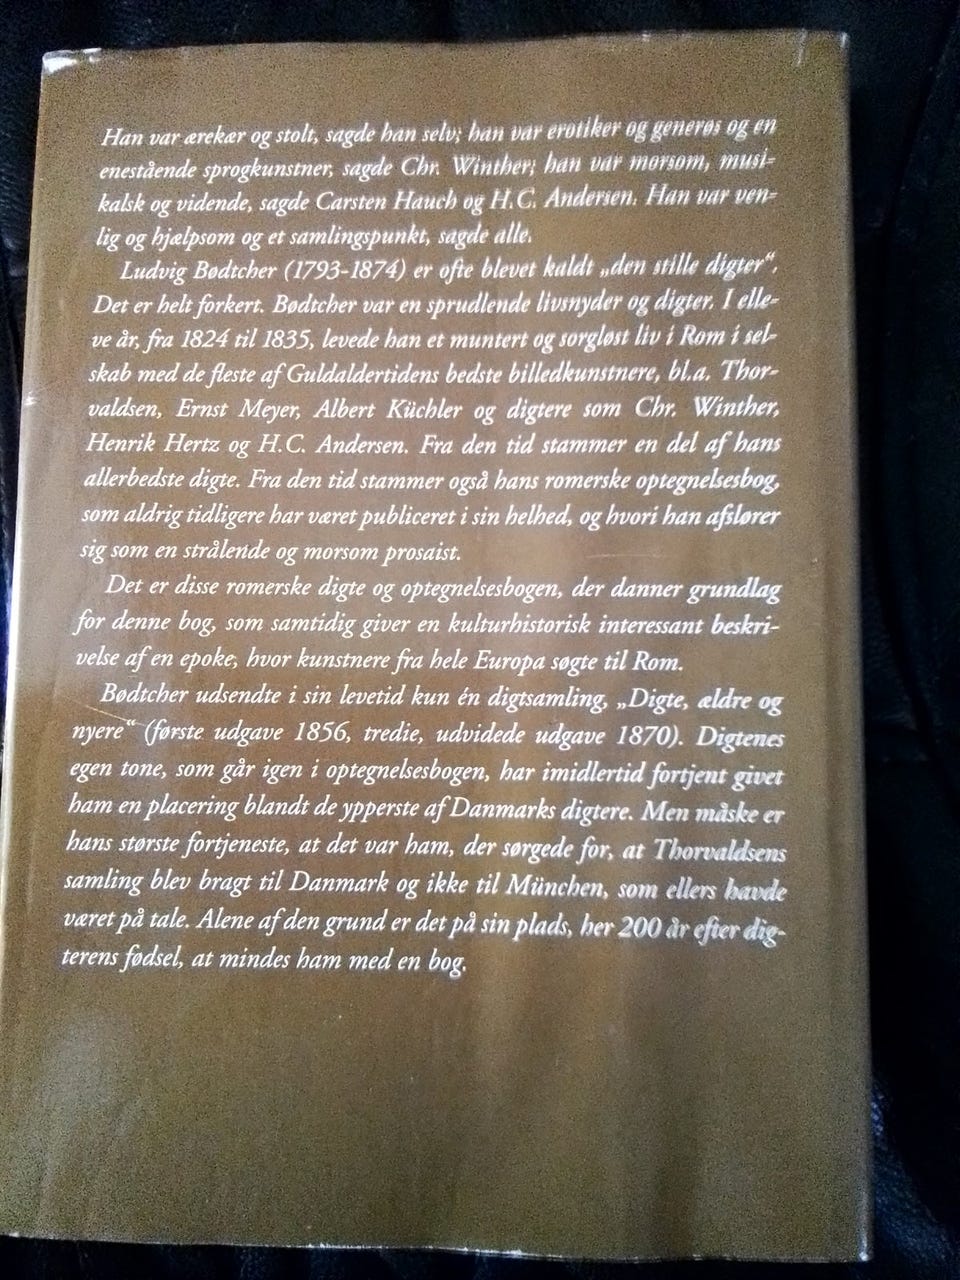 Han var ærekær og stolt, sagde han selv; han var erotiker og generøs og en
enestående sprogkunstner, sagde Chr. Winther; han var morsom, musi-
kalsk og vidende, sagde Carsten Hauch og H.C. Andersen. Han var ven-
lig og hjælpsom og et samlingspunkt, sagde alle.
Ludvig Bødtcher (1793-1874) er ofte blevet kaldt „den stille digter“.
Det er helt forkert. Bødtcher var en sprudlende livsnyder og digter. I elle-
ve år, fra 1824 til 1835, levede han et muntert og sorgløst liv i Rom i sel-
skab med de fleste af Guldaldertidens bedste billedkunstnere, bl.a. Thor-
valdsen, Ernst Meyer, Albert Küchler og digtere som Chr. Winther,
Henrik Hertz og H.C. Andersen. Fra den tid stammer en del af hans
allerbedste digte. Fra den tid stammer også hans romerske optegnelsesbog,
som aldrig tidligere har været publiceret i sin helhed, og hvori han afslører
sig som en strålende og morsom prosaist.
Det er disse romerske digte og optegnelsesbogen, der danner grundlag
for denne bog, som samtidig giver en kulturhistorisk interessant beskri-
velse af en epoke, hvor kunstnere fra hele Europa søgte til Rom.
Bødtcher udsendte i sin levetid kun én digtsamling, „Digte, ældre og
nyere“ (første udgave 1856, tredie, udvidede udgave 1870). Digtenes
egen tone, som går igen i optegnelsesbogen, har imidlertid fortjent givet
ham en placering blandt de ypperste af Danmarks digtere. Men måske er
hans største fortjeneste, at det var ham, der sørgede for, at Thorvaldsens
samling blev bragt til Danmark og ikke til München, som ellers havde
været på tale. Alene af den grund er det på sin plads, her 200 år efter dig-
terens fødsel, at mindes ham med en bog.